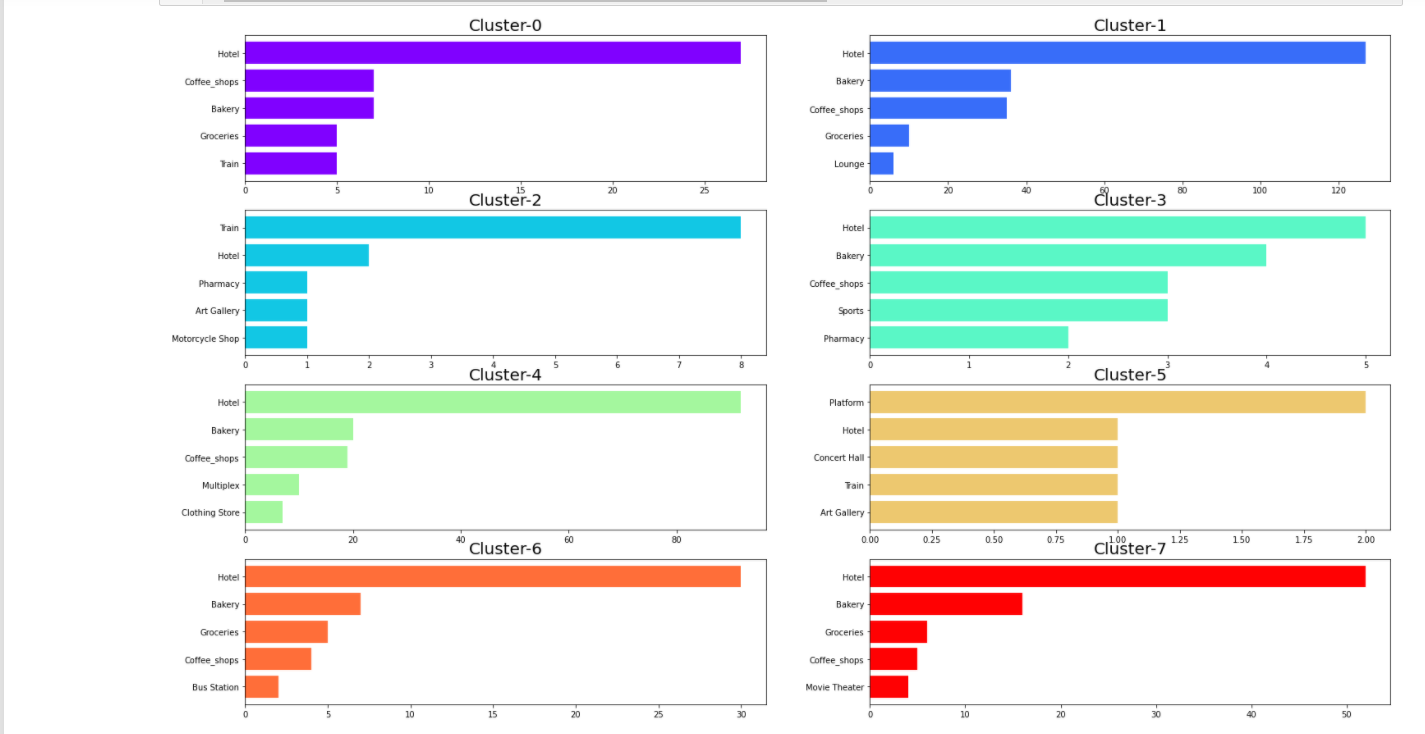 Cluster-0
Hotel
Coffee_shops
Bakery
Groceries
Train
0 5 10 15 20 25
Cluster-1
Hotel
Bakery
Coffee_shops
Groceries
Lounge
0 20 40 60 80 100 120
Cluster-2
Train
Hotel
Pharmacy
Art Gallery
Motorcycle Shop
0 1 2 3 4 5 6 7 8
Cluster-3
Hotel
Bakery
Coffee_shops
Sports
Pharmacy
0 1 2 3 4 5
Cluster-4
Hotel
Bakery
Coffee_shops
Multiplex
Clothing Store
0 20 40 60 80
Cluster-5
Platform
Hotel
Concert Hall
Train
Art Gallery
0.00 0.25 0.50 0.75 1.00 1.25 1.50 1.75 2.00
Cluster-6
Hotel
Bakery
Groceries
Coffee_shops
Bus Station
0 5 10 15 20 25 30
Cluster-7
Hotel
Bakery
Groceries
Coffee_shops
Movie Theater
0 10 20 30 40 50